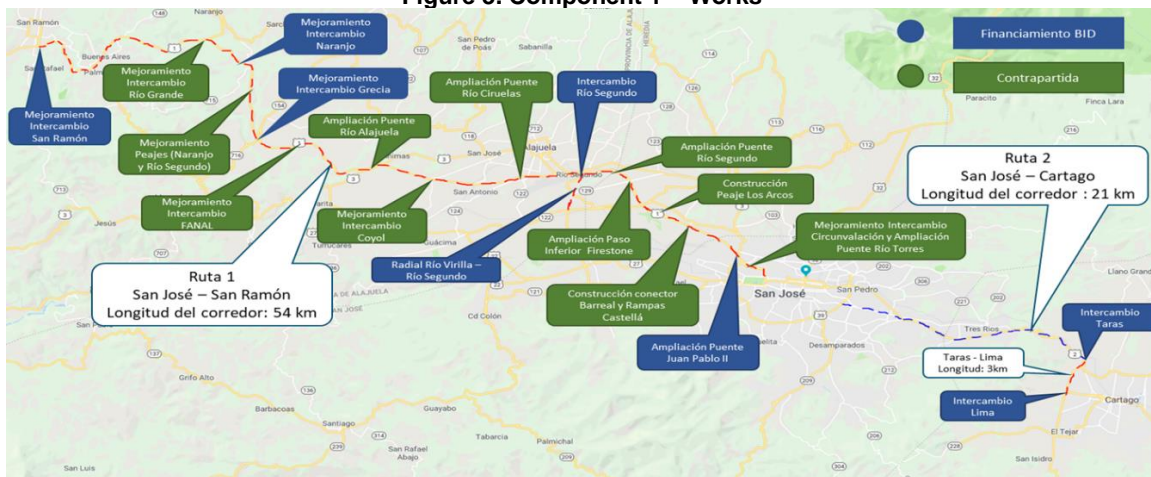 Figure 3. Component 1 – Works
Financiamiento BID
Contrapartida
Mejoramiento
Intercambio
Naranjo
Mejoramiento
Intercambio
Río Grande
Mejoramiento
Intercambio Grecia
Mejoramiento
Intercambio
San Ramón
Mejoramiento
Peajes (Naranjo
y Río Segundo)
Mejoramiento
Intercambio
FANAL
Ampliación Puente
Río Alajuela
Ampliación Puente
Río Ciruelas
Intercambio
Río Segundo
Ampliación Puente
Río Segundo
Construcción
Peaje Los Arcos
Mejoramiento Intercambio
Circunvalación y Ampliación
Puente Río Torres
Mejoramiento
Intercambio
Coyol
Ampliación Paso
Inferior Firestone
Radial Río Virilla –
Río Segundo
Construcción conector
Barreal y Rampas
Castellá
Ampliación Puente
Juan Pablo II
Ruta 1
San José – San Ramón
Longitud del corredor: 54 km
Ruta 2
San José – Cartago
Longitud del corredor : 21 km
Intercambio
Taras
Taras - Lima
Longitud: 3km
Intercambio
Lima
San Ramón
Naranjo
San Pedro
de Poás
Sabanilla
HEREDIA
Buenos Aires
Paracito
Finca Lara
Alajuela
San José
Río Segundo
San Antonio
Jesús
Turrucares
Guácima
Cd Colón
San José
San Pedro
Tres Rios
Llano Grand
Desamparados
Cartago
El Tejar
San Isidro
Grifo Alto
Barbacoas
Santiago
Guayabo
Tabarcia
Palmichal
San Rafael
Abajo
San Luis